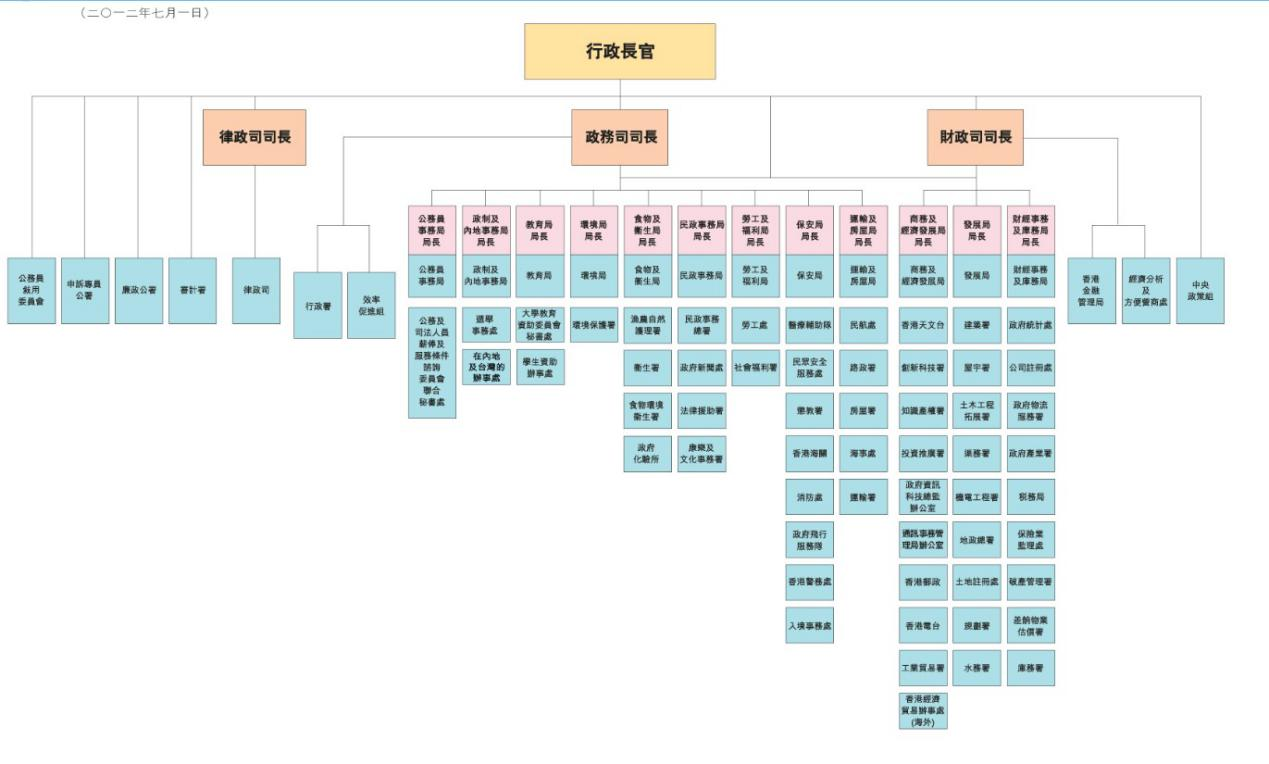 (二○一二年七月一日)
行政長官
律政司司長
政務司司長
財政司司長
公務員
敍用
委員會
申訴專員
公署
廉政公署
審計署
律政司
行政署
效率
促進組
公務員
事務局
局長
公務員
事務局
公務及
司法人員
薪俸及
服務條件
諮詢
委員會
聯合
秘書處
政制及
內地事務局
局長
政制及
內地事務局
選舉
事務處
在內地
及台灣的
辦事處
教育局
局長
教育局
大學教育
資助委員會
秘書處
學生資助
辦事處
環境局
局長
環境局
環境保護署
食物及
衞生局
局長
食物及
衞生局
漁農自然
護理署
衞生署
食物環境
衞生署
政府
化驗所
民政事務局
局長
民政事務局
民政事務
總署
政府新聞處
法律援助署
康樂及
文化事務署
勞工及
福利局
局長
勞工及
福利局
勞工處
社會福利署
保安局
局長
保安局
醫療輔助隊
民眾安全
服務處
懲教署
香港海關
消防處
政府飛行
服務隊
香港警務處
入境事務處
運輸及
房屋局
局長
運輸及
房屋局
民航處
路政署
房屋署
海事處
運輸署
商務及
經濟發展局
局長
商務及
經濟發展局
香港天文台
創新科技署
知識產權署
投資推廣署
政府資訊
科技總監
辦公室
通訊事務管
理局辦公室
香港郵政
香港電台
工業貿易署
香港經濟
貿易辦事處
(海外)
發展局
局長
發展局
建築署
屋宇署
土木工程
拓展署
渠務署
機電工程署
地政總署
土地註冊處
規劃署
水務署
財經事務
及庫務局
局長
財經事務
及庫務局
政府統計處
公司註冊處
政府物流
服務署
政府產業署
稅務局
保險業
監理處
破產管理署
差餉物業
估價署
庫務署
香港
金融
管理局
經濟分析
及
方便營商處
中央
政策組